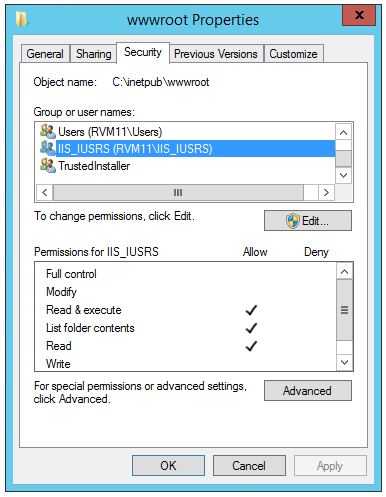 wwwroot Properties
x
General Sharing Security Previous Versions Customize
Object name: C:\inetpub\wwwroot
Group or user names:
Users (RVM11\Users)
IIS_IUSRS (RVM11\IIS_IUSRS)
TrustedInstaller
To change permissions, click Edit.
Edit...
Permissions for IIS_IUSRS Allow Deny
Full control
Modify
Read & execute
List folder contents
Read
Write
For special permissions or advanced settings,
click Advanced.
Advanced
OK Cancel Apply